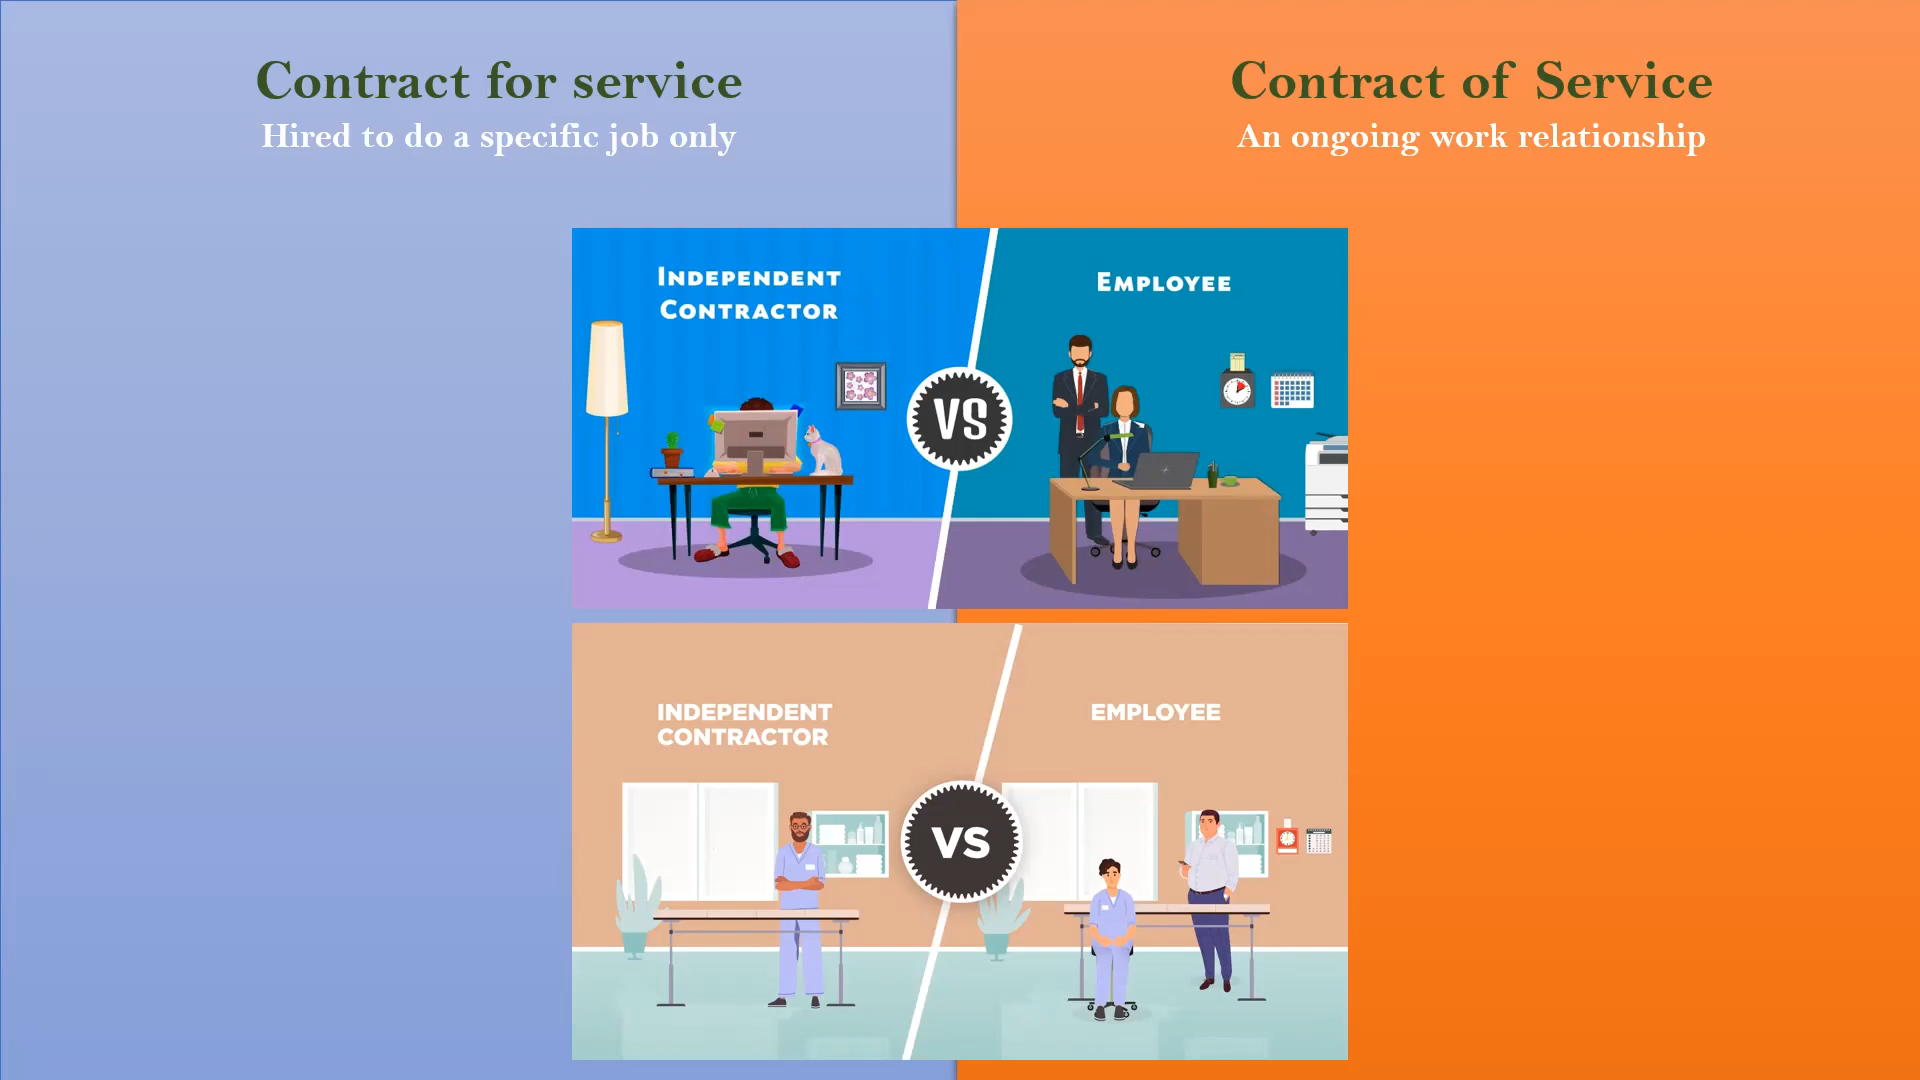 Contract for service
Hired to do a specific job only
Contract of Service
An ongoing work relationship
INDEPENDENT
CONTRACTOR
VS
EMPLOYEE
INDEPENDENT
CONTRACTOR
VS
EMPLOYEE